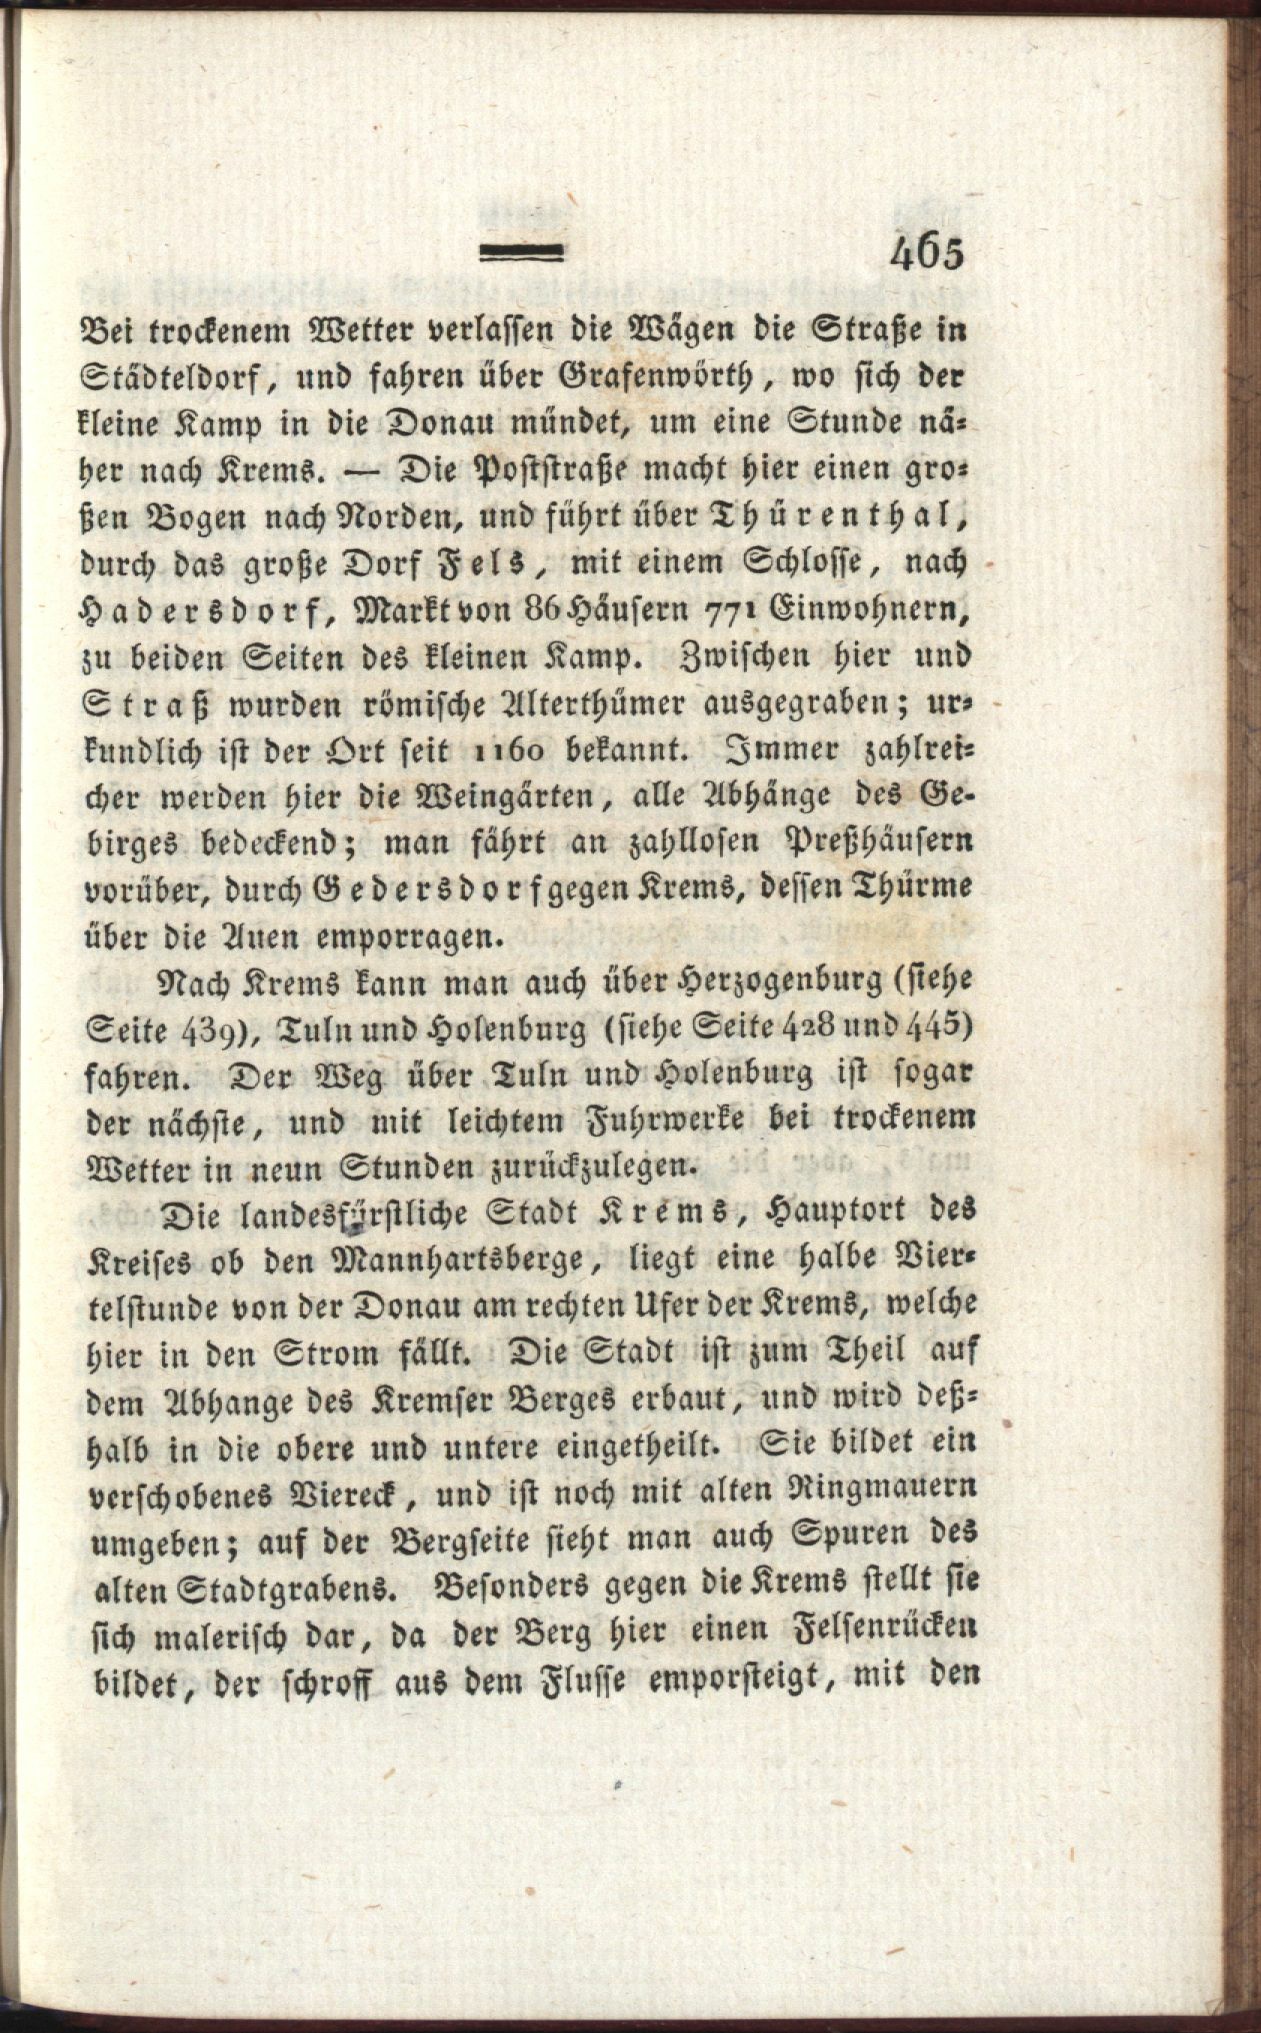 465
Bei trockenem Wetter verlassen die Wägen die Straße in
Städteldorf, und fahren über Grafenwörth, wo sich der
kleine Kamp in die Donau mündet, um eine Stunde nä-
her nach Krems. — Die Poststraße macht hier einen gro-
ßen Bogen nach Norden, und führt über Thürenthal,
durch das große Dorf Fels, mit einem Schlosse, nach
Hadersdorf, Markt von 86 Häusern 771 Einwohnern,
zu beiden Seiten des kleinen Kamp. Zwischen hier und
Straß wurden römische Alterthümer ausgegraben; ur-
kundlich ist der Ort seit 1160 bekannt. Immer zahlrei-
cher werden hier die Weingärten, alle Abhänge des Ge-
birges bedeckend; man fährt an zahllosen Preßhäusern
vorüber, durch Gedersdorf gegen Krems, dessen Thürme
über die Auen emporragen.
Nach Krems kann man auch über Herzogenburg (siehe
Seite 439), Tuln und Holenburg (siehe Seite 428 und 445)
fahren. Der Weg über Tuln und Holenburg ist sogar
der nächste, und mit leichtem Fuhrwerke bei trockenem
Wetter in neun Stunden zurückzulegen.
Die landesfürstliche Stadt Krems, Hauptort des
Kreises ob den Mannhartsberge, liegt eine halbe Vier-
telstunde von der Donau am rechten Ufer der Krems, welche
hier in den Strom fällt. Die Stadt ist zum Theil auf
dem Abhange des Kremser Berges erbaut, und wird deß-
halb in die obere und untere eingetheilt. Sie bildet ein
verschobenes Viereck, und ist noch mit alten Ringmauern
umgeben; auf der Bergseite sieht man auch Spuren des
alten Stadtgrabens. Besonders gegen die Krems stellt sie
sich malerisch dar, da der Berg hier einen Felsenrücken
bildet, der schroff aus dem Flusse emporsteigt, mit den